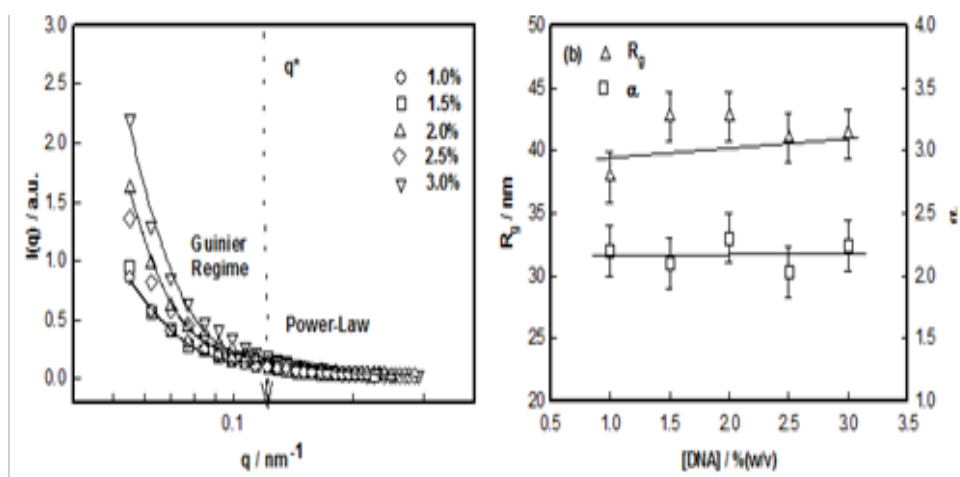 3.0
2.5
2.0
1.5
1.0
0.5
0.0
I(q) / a.u.
q*
1.0%
1.5%
2.0%
2.5%
3.0%
Guinier
Regime
Power-Law
0.1
q / nm⁻¹
50
45
40
35
30
25
20
Rg / nm
(b)
Rg
α
4.0
3.5
3.0
2.5
2.0
1.5
1.0
α
0.5 1.0 1.5 2.0 2.5 3.0 3.5
[DNA] / %(w/v)